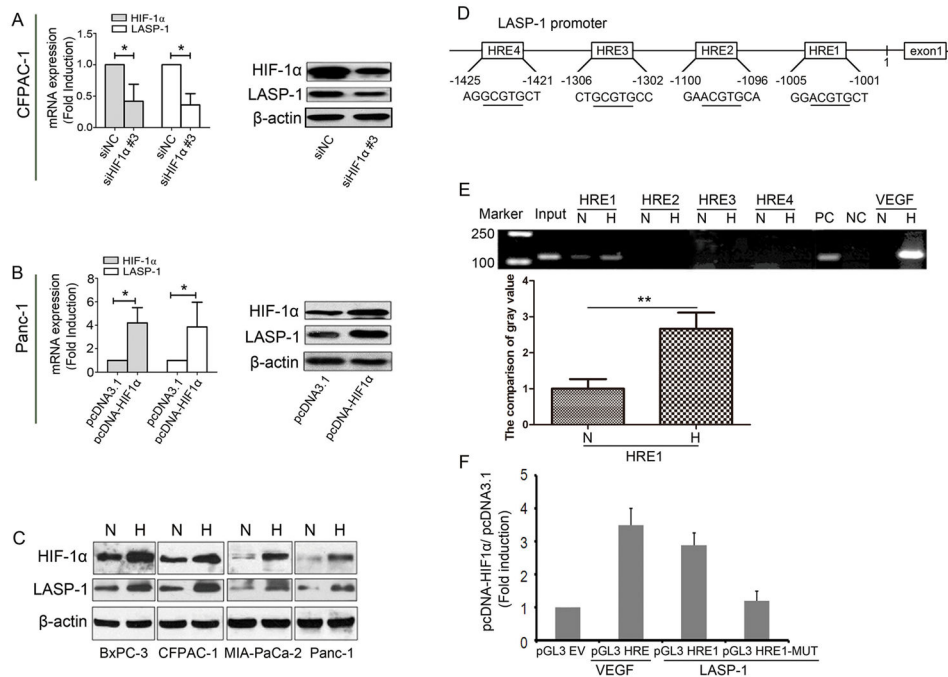 A
CFPAC-1
HIF-1α
LASP-1
mRNA expression
(Fold Induction)
1.5
1.0
0.5
0.0
* *
siNC
siHIF1α #3
siNC
siHIF1α #3
HIF-1α
LASP-1
β-actin
siNC
siHIF1α #3
B
Panc-1
HIF-1α
LASP-1
mRNA expression
(Fold Induction)
8
6
4
2
0
* *
pcDNA3.1
pcDNA-HIF1α
pcDNA3.1
pcDNA-HIF1α
HIF-1α
LASP-1
β-actin
pcDNA3.1
pcDNA-HIF1α
C
N H N H N H N H
HIF-1α
LASP-1
β-actin
BxPC-3 CFPAC-1 MIA-PaCa-2 Panc-1
D
LASP-1 promoter
HRE4 HRE3 HRE2 HRE1 1 exon1
-1425 -1421 -1306 -1302 -1100 -1096 -1005 -1001
AGGCGTGCT CTGCGTGCC GAACGTGCA GGACGTGCT
E
HRE1 HRE2 HRE3 HRE4 VEGF
Marker Input N H N H N H N H PC NC N H
250
100
The comparison of gray value
4
3
2
1
0
**
N H
HRE1
F
pcDNA-HIF1α/ pcDNA3.1
(Fold induction)
5
4
3
2
1
0
pGL3 EV pGL3 HRE pGL3 HRE1 pGL3 HRE1-MUT
VEGF LASP-1